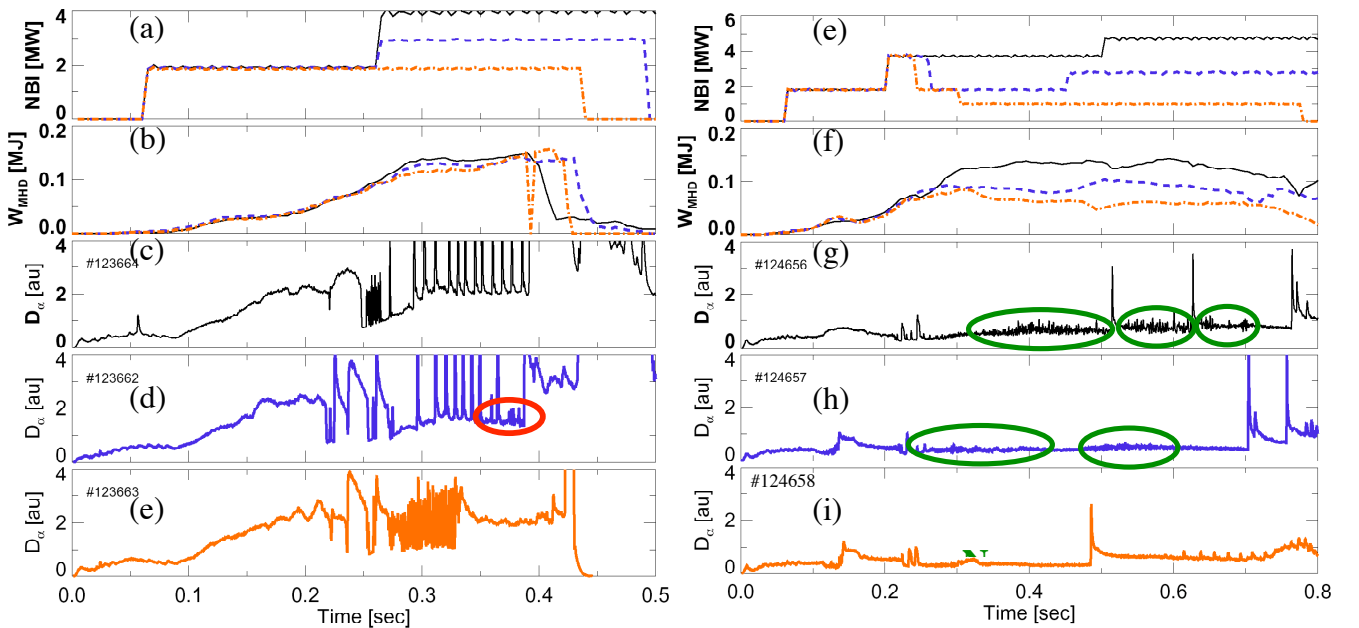 (a)
NBI [MW]
4
2
0
(b)
W_MHD [MJ]
0.2
0.1
0.0
(c)
#123664
D_α [au]
4
2
0
(d)
#123662
D_α [au]
4
2
0
(e)
#123663
D_α [au]
4
2
0
0.0 0.1 0.2 0.3 0.4 0.5
Time [sec]
(e)
NBI [MW]
6
4
2
0
(f)
W_MHD [MJ]
0.2
0.1
0.0
(g)
#124656
D_α [au]
4
2
0
(h)
#124657
D_α [au]
4
2
0
(i)
#124658
D_α [au]
4
2
0
0.0 0.2 0.4 0.6 0.8
Time [sec]